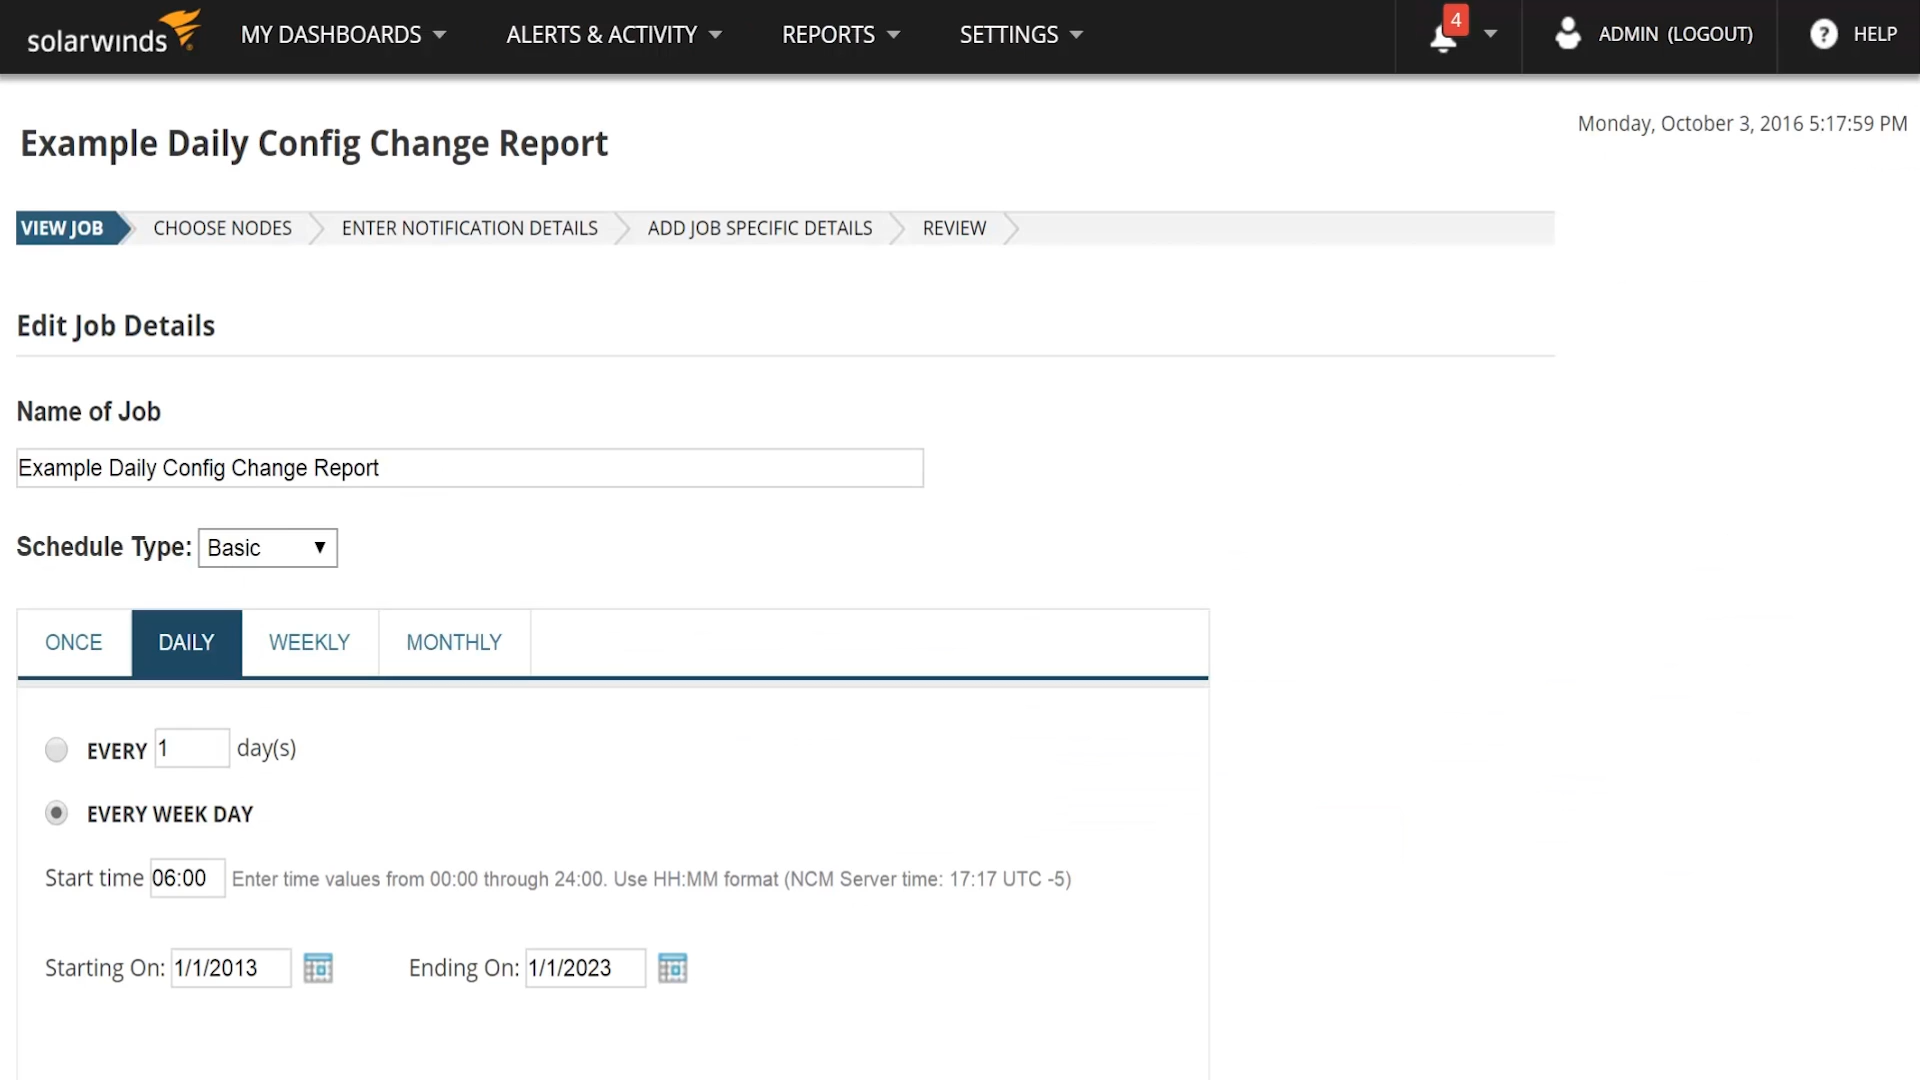 solarwinds MY DASHBOARDS ALERTS & ACTIVITY REPORTS SETTINGS 4 ADMIN (LOGOUT) ? HELP
Monday, October 3, 2016 5:17:59 PM
Example Daily Config Change Report
VIEW JOB CHOOSE NODES ENTER NOTIFICATION DETAILS ADD JOB SPECIFIC DETAILS REVIEW
Edit Job Details
Name of Job
Example Daily Config Change Report
Schedule Type: Basic
ONCE DAILY WEEKLY MONTHLY
EVERY 1 day(s)
EVERY WEEK DAY
Start time 06:00 Enter time values from 00:00 through 24:00. Use HH:MM format (NCM Server time: 17:17 UTC -5)
Starting On: 1/1/2013 Ending On: 1/1/2023